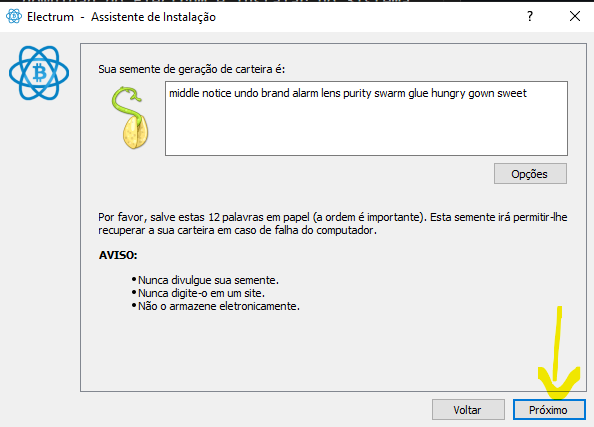 Electrum - Assistente de Instalação
Sua semente de geração de carteira é:
middle notice undo brand alarm lens purity swarm glue hungry gown sweet
Opções
Por favor, salve estas 12 palavras em papel (a ordem é importante). Esta semente irá permitir-lhe
recuperar a sua carteira em caso de falha do computador.
AVISO:
•Nunca divulgue sua semente.
•Nunca digite-o em um site.
•Não o armazene eletronicamente.
Voltar Próximo